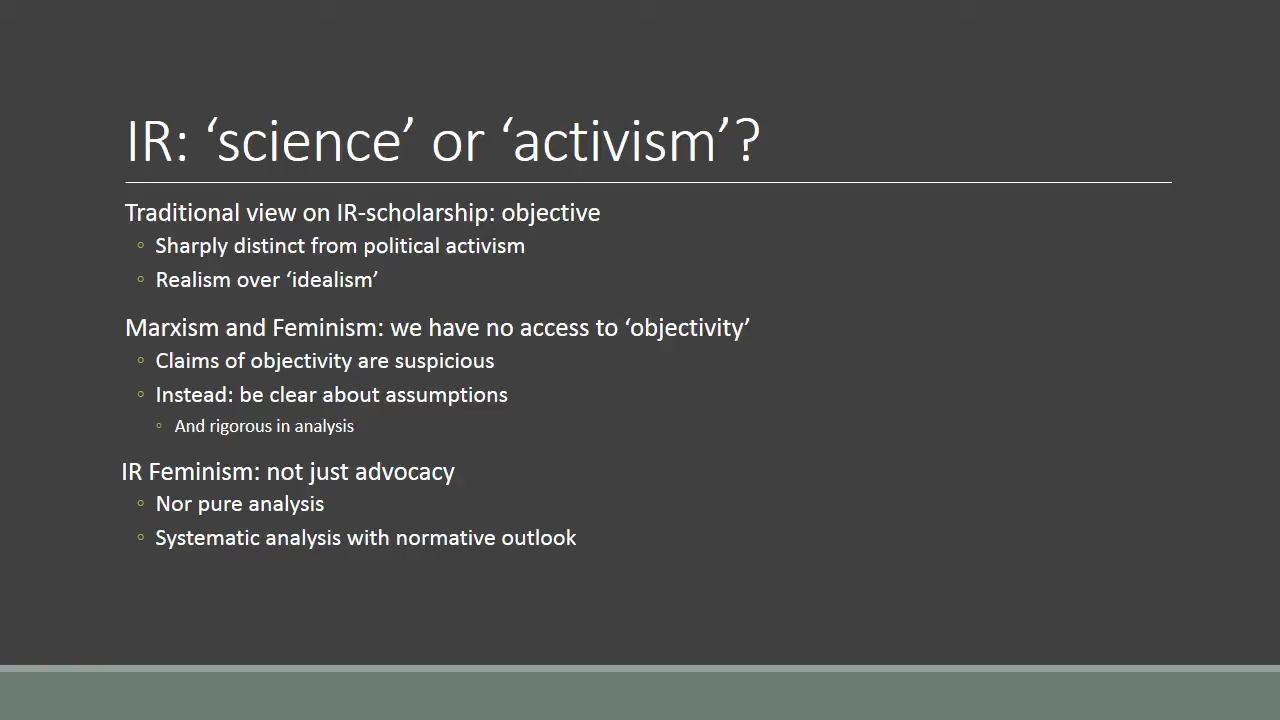 IR: ‘science’ or ‘activism’?
Traditional view on IR-scholarship: objective
◦ Sharply distinct from political activism
◦ Realism over ‘idealism’
Marxism and Feminism: we have no access to ‘objectivity’
◦ Claims of objectivity are suspicious
◦ Instead: be clear about assumptions
◦ And rigorous in analysis
IR Feminism: not just advocacy
◦ Nor pure analysis
◦ Systematic analysis with normative outlook